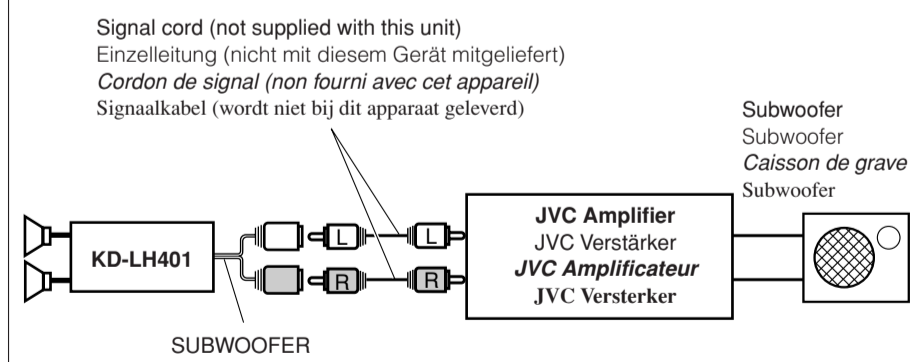 Signal cord (not supplied with this unit)
Einzelleitung (nicht mit diesem Gerät mitgeliefert)
Cordon de signal (non fourni avec cet appareil)
Signaalkabel (wordt niet bij dit apparaat geleverd)
Subwoofer
Subwoofer
Caisson de grave
Subwoofer
KD-LH401
L
L
R
R
JVC Amplifier
JVC Verstärker
JVC Amplificateur
JVC Versterker
SUBWOOFER